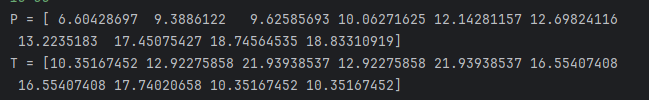 P = [ 6.60428697  9.3886122   9.62585693 10.06271625 12.14281157 12.69824116
 13.2235183  17.45075427 18.74564535 18.83310919]
T = [10.35167452 12.92275858 21.93938537 12.92275858 21.93938537 16.55407408
 16.55407408 17.74020658 10.35167452 10.35167452]